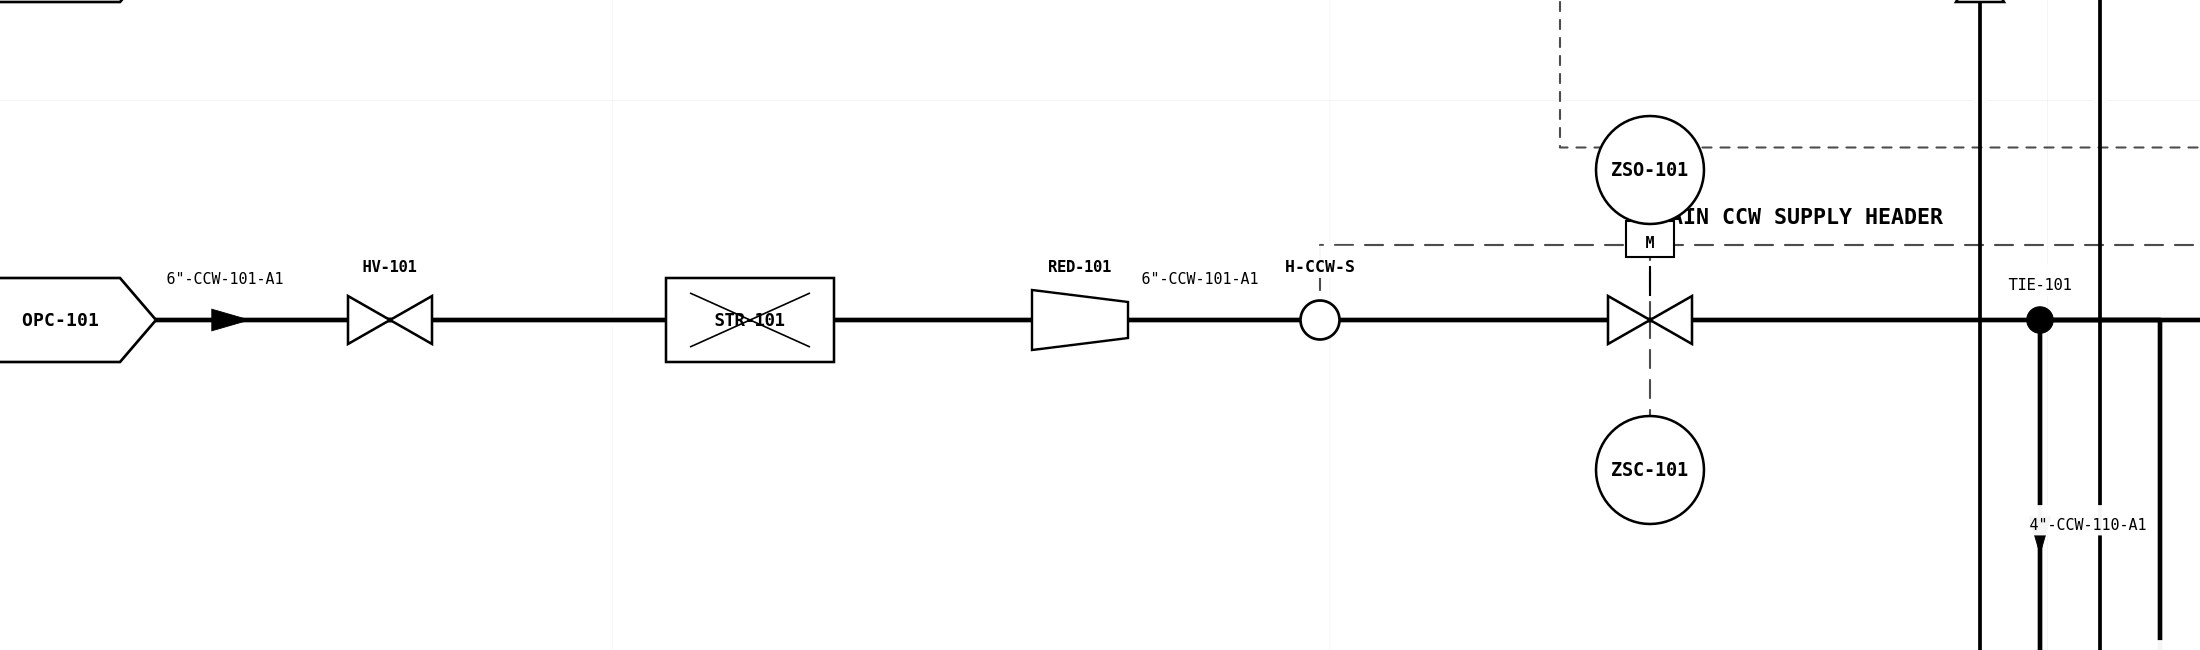 ZSO-101
AIN CCW SUPPLY HEADER
M
HV-101
RED-101
H-CCW-S
6"-CCW-101-A1
6"-CCW-101-A1
TIE-101
OPC-101
STR-101
ZSC-101
4"-CCW-110-A1